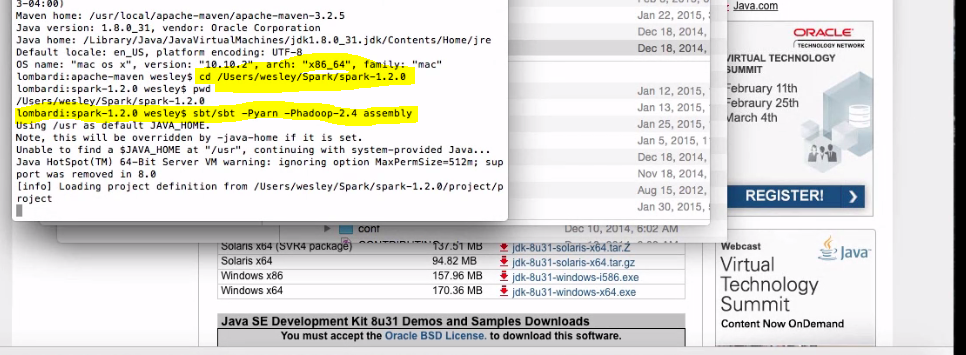 3-04:00)
Maven home: /usr/local/apache-maven/apache-maven-3.2.5
Java version: 1.8.0_31, vendor: Oracle Corporation
Java home: /Library/Java/JavaVirtualMachines/jdk1.8.0_31.jdk/Contents/Home/jre
Default locale: en_US, platform encoding: UTF-8
OS name: "mac os x", version: "10.10.2", arch: "x86_64", family: "mac"
lombardi:apache-maven wesley$ cd /Users/wesley/Spark/spark-1.2.0
lombardi:spark-1.2.0 wesley$ pwd
/Users/wesley/Spark/spark-1.2.0
lombardi:spark-1.2.0 wesley$ sbt/sbt -Pyarn -Phadoop-2.4 assembly
Using /usr as default JAVA_HOME.
Note, this will be overridden by -java-home if it is set.
Unable to find a $JAVA_HOME at "/usr", continuing with system-provided Java...
Java HotSpot(TM) 64-Bit Server VM warning: ignoring option MaxPermSize=512m; sup
port was removed in 8.0
[info] Loading project definition from /Users/wesley/Spark/spark-1.2.0/project/p
roject
Jan 22, 2015,
Dec 18, 2014,
Dec 18, 2014,
Jan 12, 2015,
Jan 13, 2015,
Jan 25, 2015,
Jan 5, 2015, 1
Dec 18, 2014,
Nov 18, 2014,
Aug 15, 2012,
Jan 30, 2015,
conf Dec 10, 2014, 6:02 AM
Solaris x64 (SVR4 package) 137.51 MB jdk-8u31-solaris-x64.tar.Z
Solaris x64 94.82 MB jdk-8u31-solaris-x64.tar.gz
Windows x86 157.96 MB jdk-8u31-windows-i586.exe
Windows x64 170.36 MB jdk-8u31-windows-x64.exe
Java SE Development Kit 8u31 Demos and Samples Downloads
You must accept the Oracle BSD License. to download this software.
Java.com
ORACLE
TECHNOLOGY NETWORK
VIRTUAL TECHNOLOGY
SUMMIT
February 11th
Febraury 25th
March 4th
REGISTER!
Webcast
Java
Virtual
Technology
Summit
Content Now OnDemand